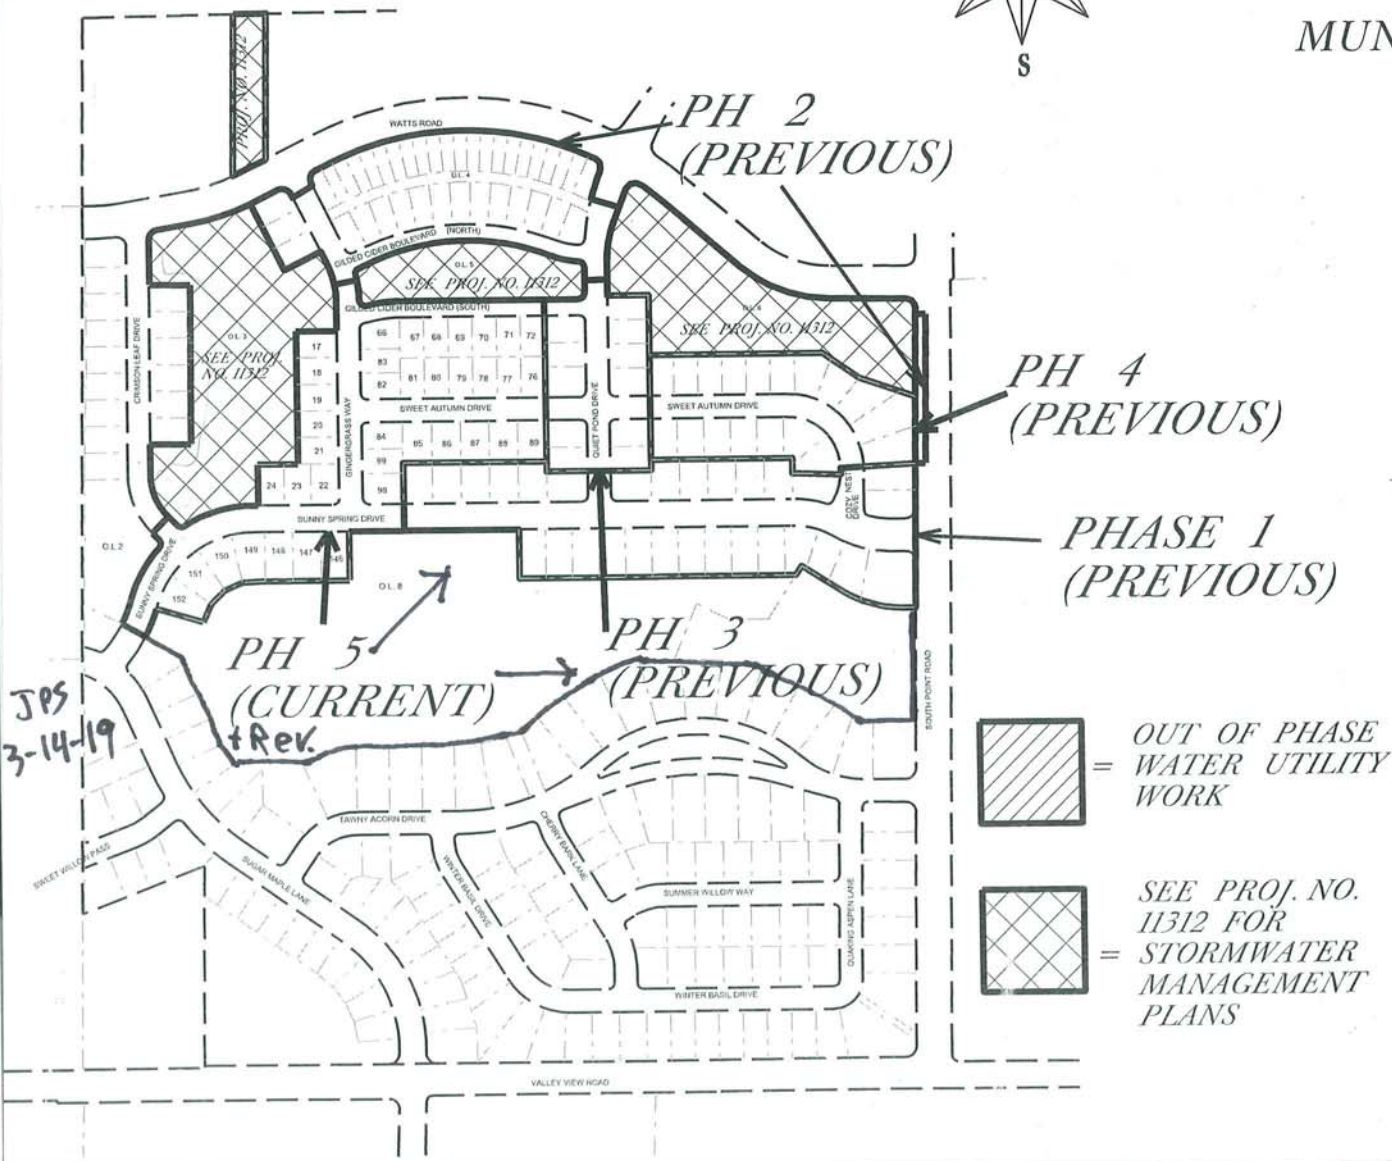 S
MUN
PROJ. NO. 11312
WATTS ROAD
PH 2
(PREVIOUS)
O.L. 4
GILDED CIDER BOULEVARD (NORTH)
O.L. 5
SEE PROJ. NO. 11312
GILDED CIDER BOULEVARD (SOUTH)
O.L. 6
SEE PROJ. NO. 11312
O.L. 3
SEE PROJ.
NO. 11312
CRIMSON LEAF DRIVE
17
18
19
20
21
24 23 22
GINGERGRASS WAY
66 67 68 69 70 71 72
83
82 81 80 79 78 77 76
SWEET AUTUMN DRIVE
84 85 86 87 88 89
99
98
QUIET POND DRIVE
SWEET AUTUMN DRIVE
COZY NEST
DRIVE
PH 4
(PREVIOUS)
PHASE 1
(PREVIOUS)
SUNNY SPRING DRIVE
O.L. 2
SUNNY SPRING DRIVE
152 151 150 149 148 147 146
O.L. 8
PH 5
(CURRENT)
+ Rev.
PH 3
(PREVIOUS)
JPS
3-14-19
SOUTH POINT ROAD
TAWNY ACORN DRIVE
SWEET WILLOW PASS
SUGAR MAPLE LANE
WINTER BASIL DRIVE
CHERRY BARK LANE
SUMMER WILLOW WAY
QUAKING ASPEN LANE
WINTER BASIL DRIVE
VALLEY VIEW ROAD
OUT OF PHASE
= WATER UTILITY
WORK
SEE PROJ. NO.
11312 FOR
= STORMWATER
MANAGEMENT
PLANS